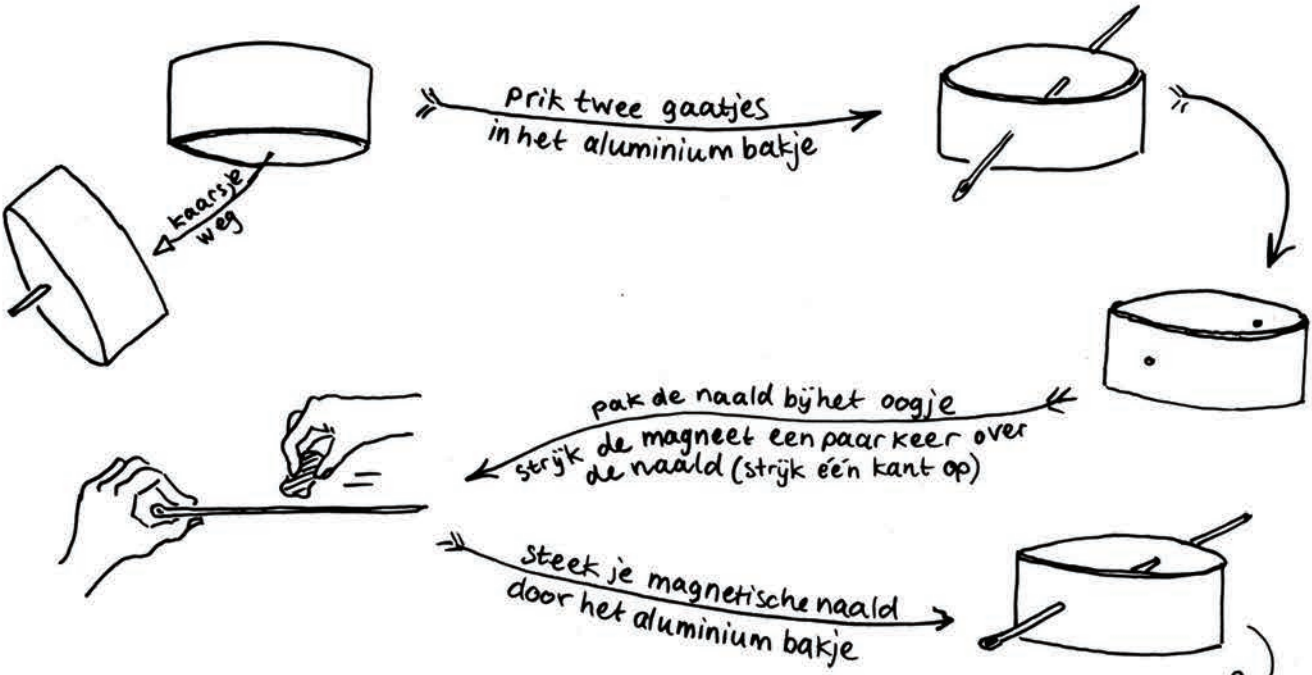 kaarsje
weg
prik twee gaatjes
in het aluminium bakje
pak de naald bij het oogje
strijk de magneet een paar keer over
de naald (strijk één kant op)
steek je magnetische naald
door het aluminium bakje